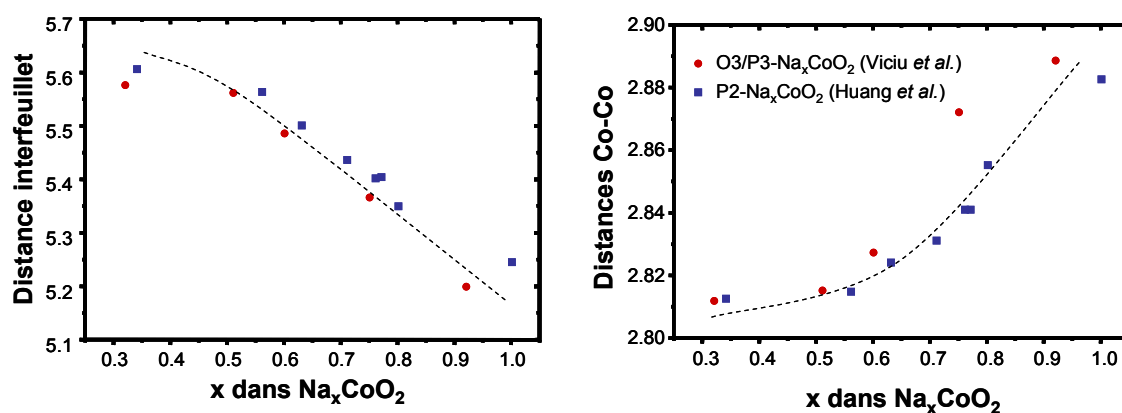 Distance interfeuillet
5.7
5.6
5.5
5.4
5.3
5.2
5.1
0.3 0.4 0.5 0.6 0.7 0.8 0.9 1.0
x dans NaₓCoO₂
Distances Co-Co
2.90
2.88
2.86
2.84
2.82
2.80
O3/P3-NaₓCoO₂ (Viciu et al.)
P2-NaₓCoO₂ (Huang et al.)
0.3 0.4 0.5 0.6 0.7 0.8 0.9 1.0
x dans NaₓCoO₂